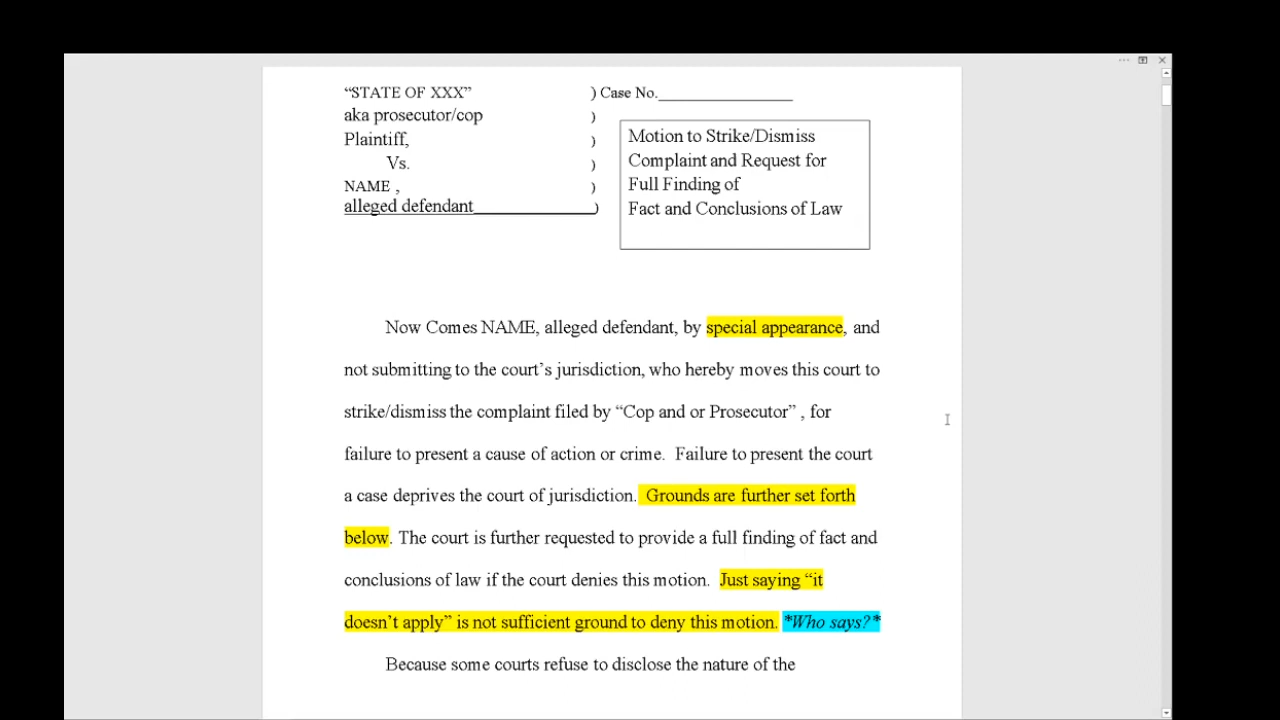 “STATE OF XXX” ) Case No.__________________
aka prosecutor/cop )
Plaintiff, )
Vs. )
NAME , )
alleged defendant________________)
Motion to Strike/Dismiss
Complaint and Request for
Full Finding of
Fact and Conclusions of Law
Now Comes NAME, alleged defendant, by special appearance, and
not submitting to the court’s jurisdiction, who hereby moves this court to
strike/dismiss the complaint filed by “Cop and or Prosecutor” , for
failure to present a cause of action or crime. Failure to present the court
a case deprives the court of jurisdiction. Grounds are further set forth
below. The court is further requested to provide a full finding of fact and
conclusions of law if the court denies this motion. Just saying “it
doesn’t apply” is not sufficient ground to deny this motion. *Who says?*
Because some courts refuse to disclose the nature of the